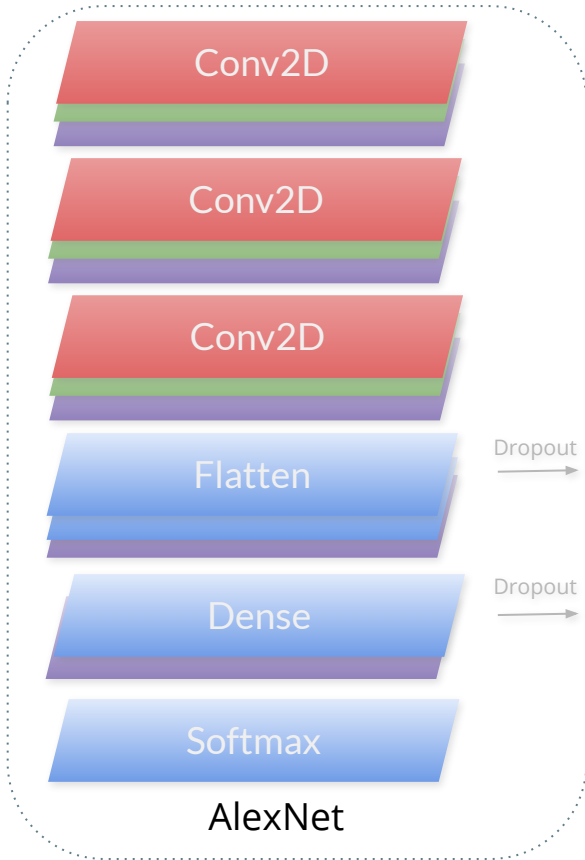 Conv2D
Conv2D
Conv2D
Flatten
Dropout
Dense
Dropout
Softmax
AlexNet